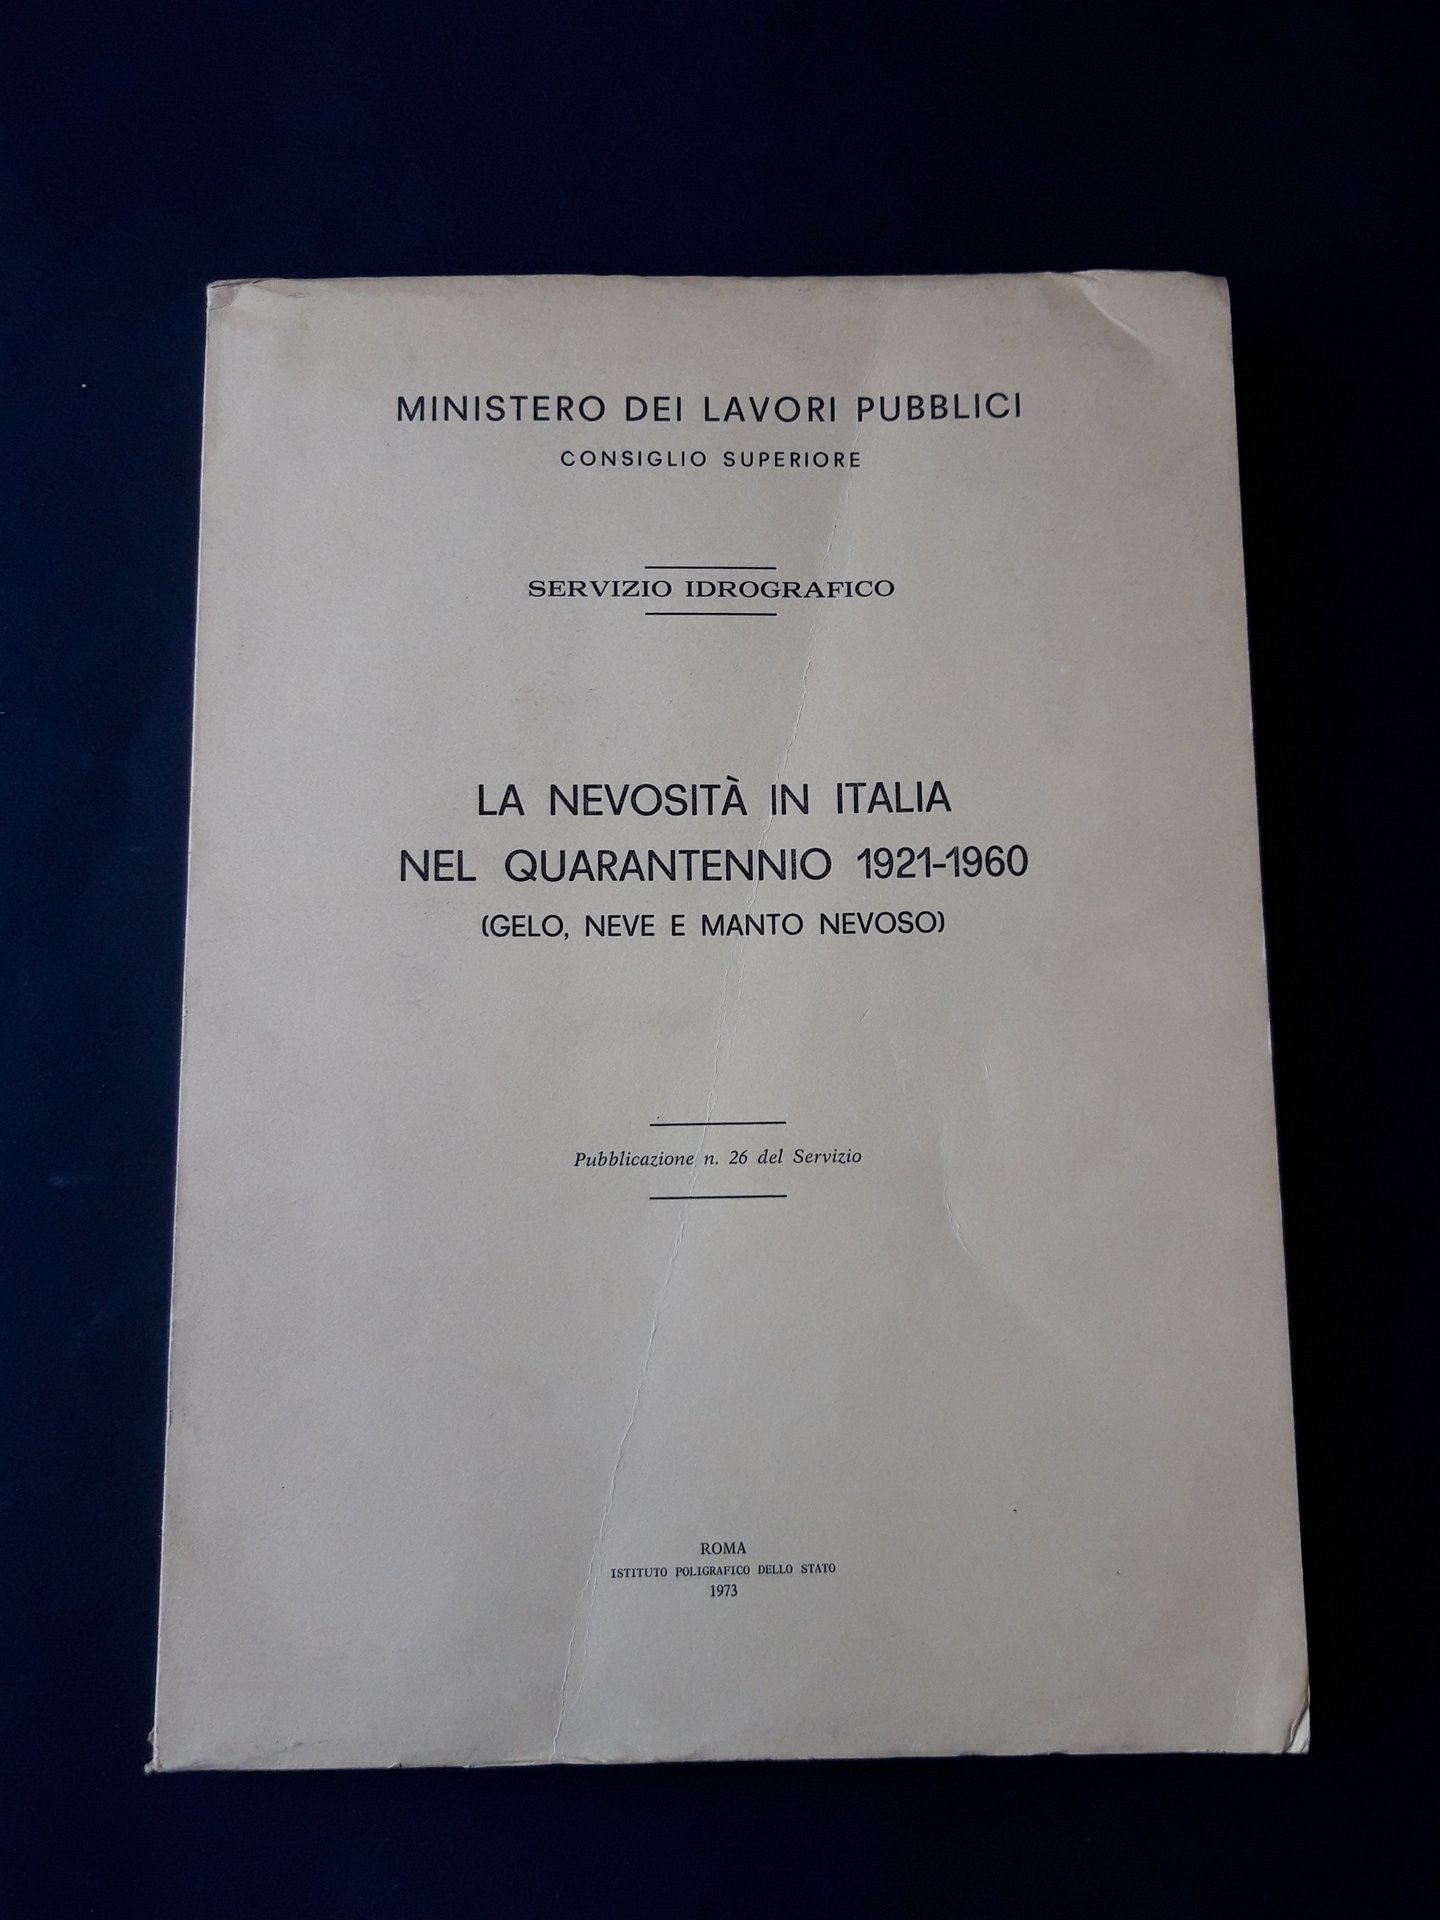 MINISTERO DEI LAVORI PUBBLICI
CONSIGLIO SUPERIORE
SERVIZIO IDROGRAFICO
LA NEVOSITÀ IN ITALIA
NEL QUARANTENNIO 1921-1960
(GELO, NEVE E MANTO NEVOSO)
Pubblicazione n. 26 del Servizio
ROMA
ISTITUTO POLIGRAFICO DELLO STATO
1973